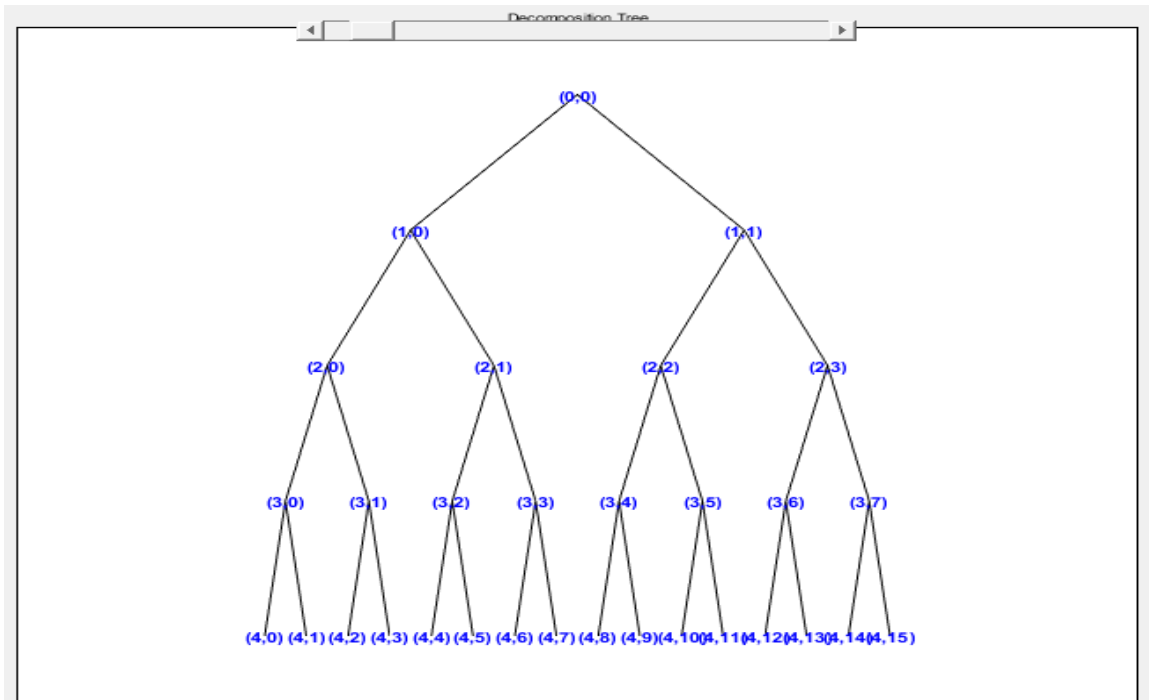 Decomposition Tree
(0,0)
(1,0) (1,1)
(2,0) (2,1) (2,2) (2,3)
(3,0) (3,1) (3,2) (3,3) (3,4) (3,5) (3,6) (3,7)
(4,0) (4,1) (4,2) (4,3) (4,4) (4,5) (4,6) (4,7) (4,8) (4,9) (4,10) (4,11) (4,12) (4,13) (4,14) (4,15)